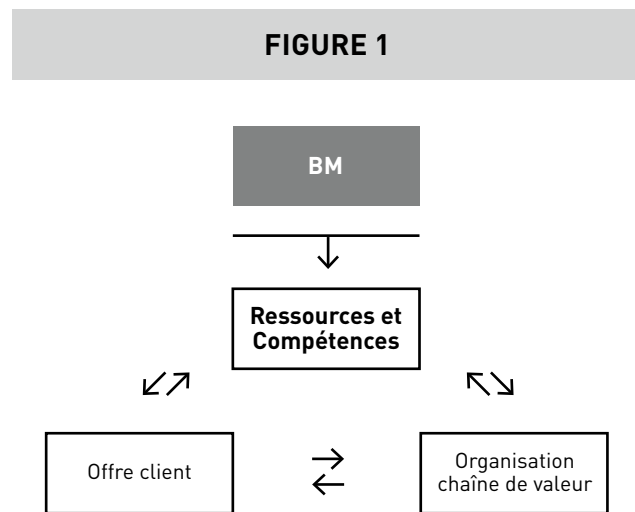 FIGURE 1
BM
Ressources et
Compétences
Offre client
Organisation
chaîne de valeur